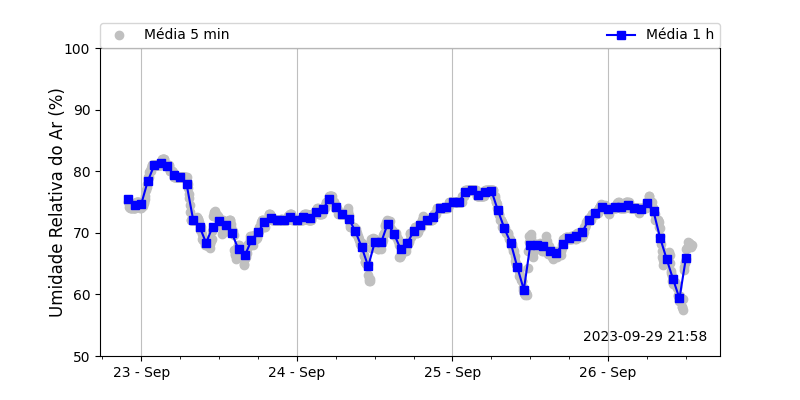 Média 5 min
Média 1 h
Umidade Relativa do Ar (%)
100
90
80
70
60
50
2023-09-29 21:58
23 - Sep
24 - Sep
25 - Sep
26 - Sep